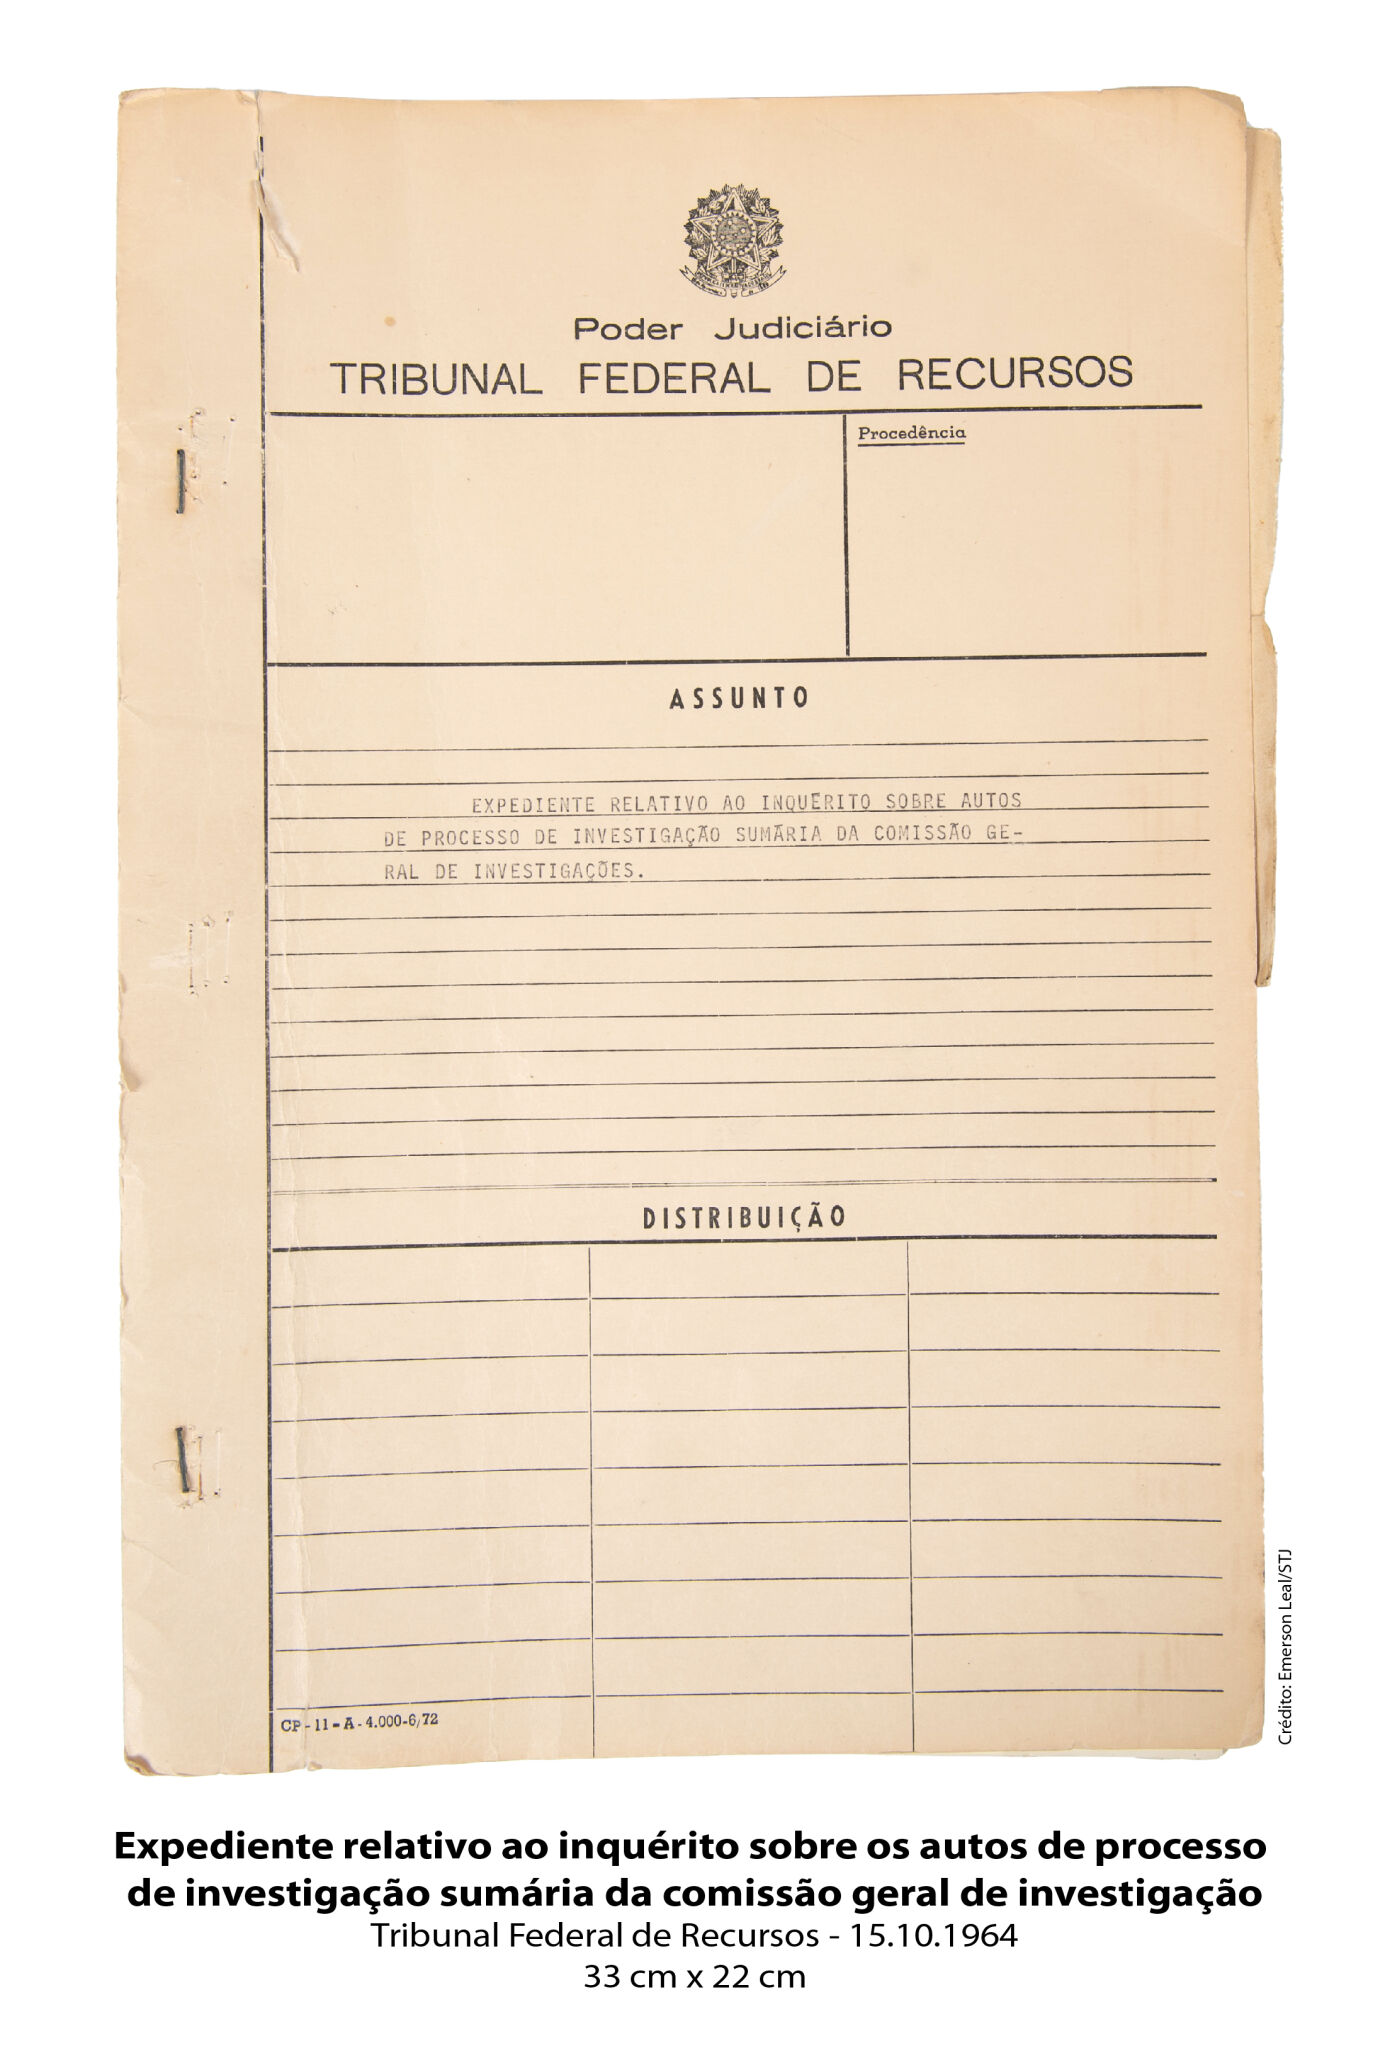 Poder Judiciário
TRIBUNAL FEDERAL DE RECURSOS
Procedência
ASSUNTO
EXPEDIENTE RELATIVO AO INQUÉRITO SOBRE AUTOS
DE PROCESSO DE INVESTIGAÇÃO SUMÁRIA DA COMISSÃO GE-
RAL DE INVESTIGAÇÕES.
DISTRIBUIÇÃO
CP - 11 - A - 4.000-6/72
Crédito: Emerson Leal/STJ
Expediente relativo ao inquérito sobre os autos de processo
de investigação sumária da comissão geral de investigação
Tribunal Federal de Recursos - 15.10.1964
33 cm x 22 cm